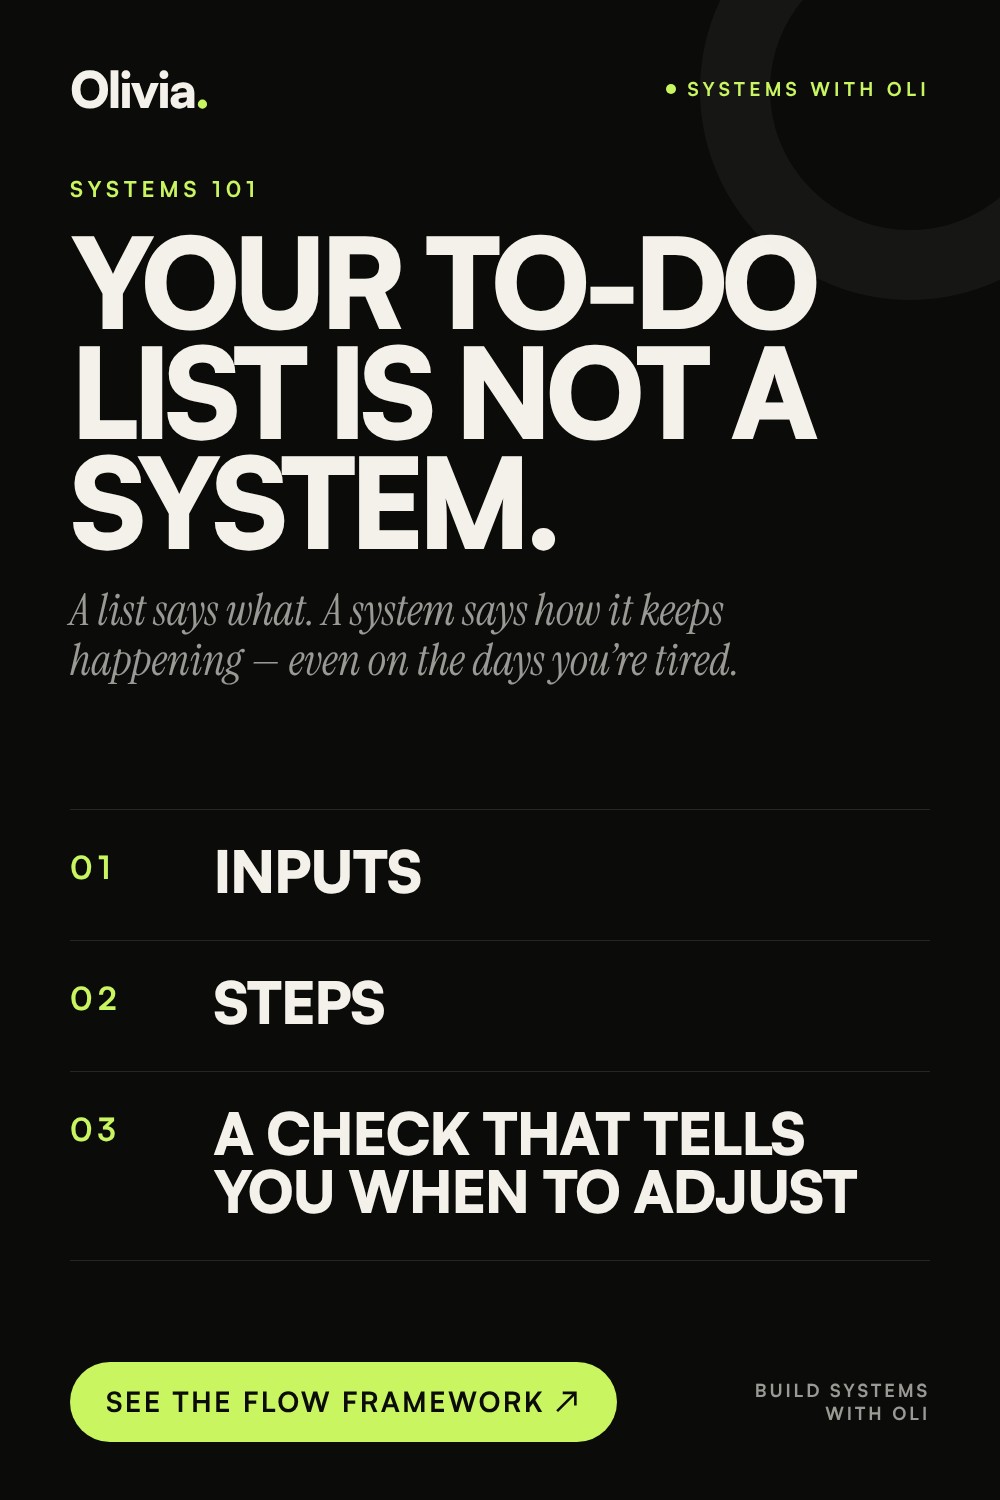 Olivia.
SYSTEMS WITH OLI
SYSTEMS 101
YOUR TO-DO
LIST IS NOT A
SYSTEM.
A list says what. A system says how it keeps
happening — even on the days you’re tired.
01 INPUTS
02 STEPS
03 A CHECK THAT TELLS
YOU WHEN TO ADJUST
SEE THE FLOW FRAMEWORK ↗
BUILD SYSTEMS
WITH OLI